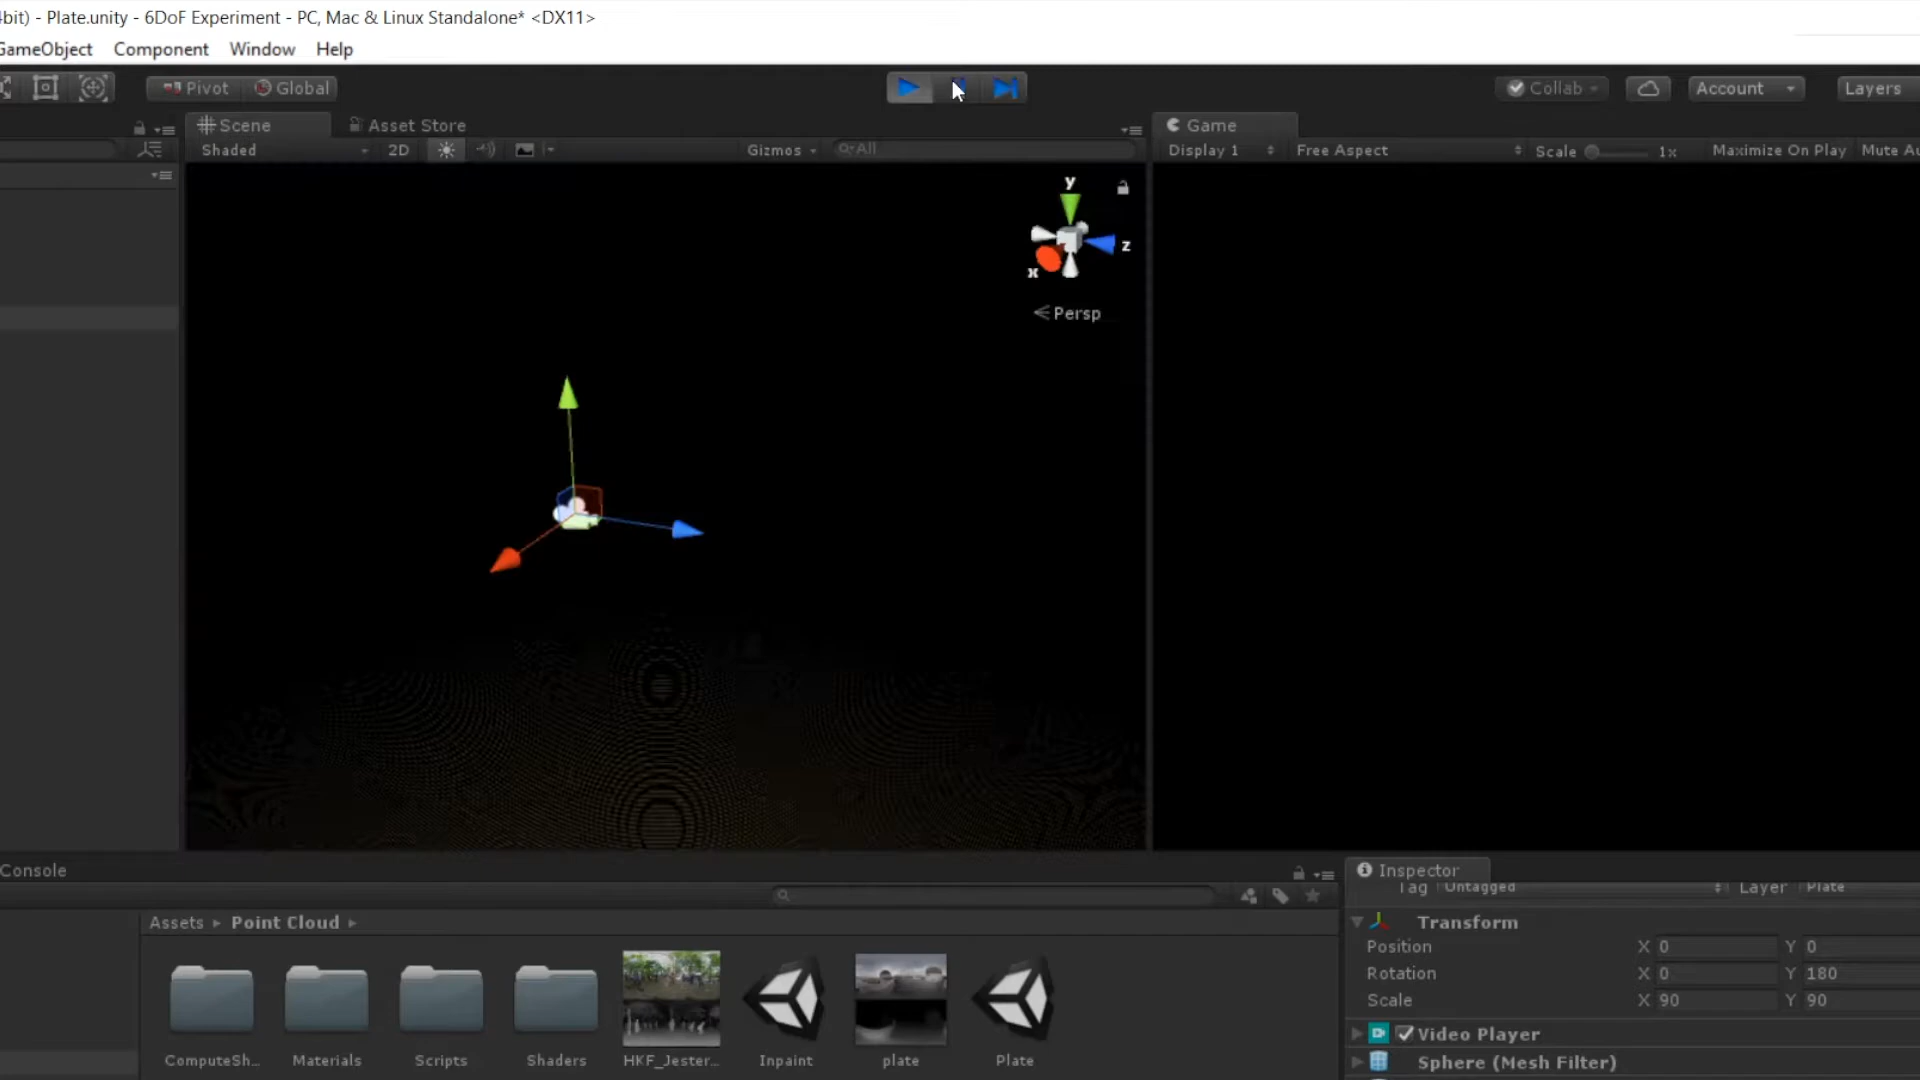 4bit) - Plate.unity - 6DoF Experiment - PC, Mac & Linux Standalone* <DX11>
GameObject Component Window Help
Pivot Global Collab Account Layers
Scene Asset Store Game
Shaded 2D Gizmos All Display 1 Free Aspect Scale 1x Maximize On Play Mute Au
y
z
x
Persp
Console Inspector
Tag Untagged Layer Plate
Assets Point Cloud Transform
Position X 0 Y 0
Rotation X 0 Y 180
Scale X 90 Y 90
Video Player
ComputeSh... Materials Scripts Shaders HKF_Jester... Inpaint plate Plate Sphere (Mesh Filter)